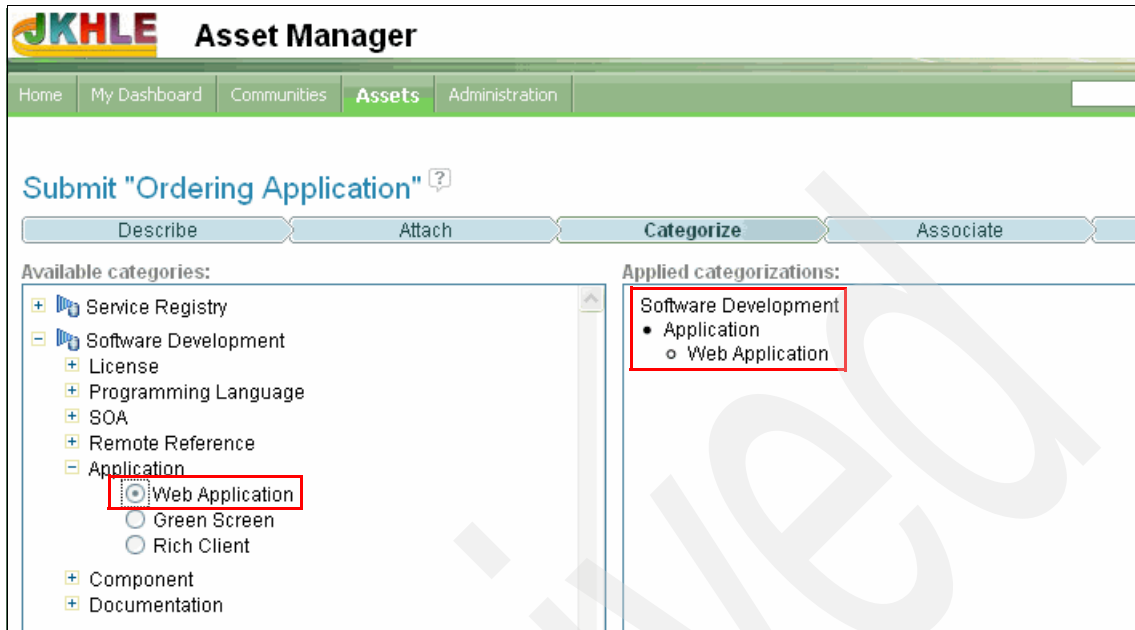 JKHLE Asset Manager
Home My Dashboard Communities Assets Administration
Submit "Ordering Application" ?
Describe Attach Categorize Associate
Available categories:
Service Registry
Software Development
License
Programming Language
SOA
Remote Reference
Application
Web Application
Green Screen
Rich Client
Component
Documentation
Applied categorizations:
Software Development
Application
Web Application
ived